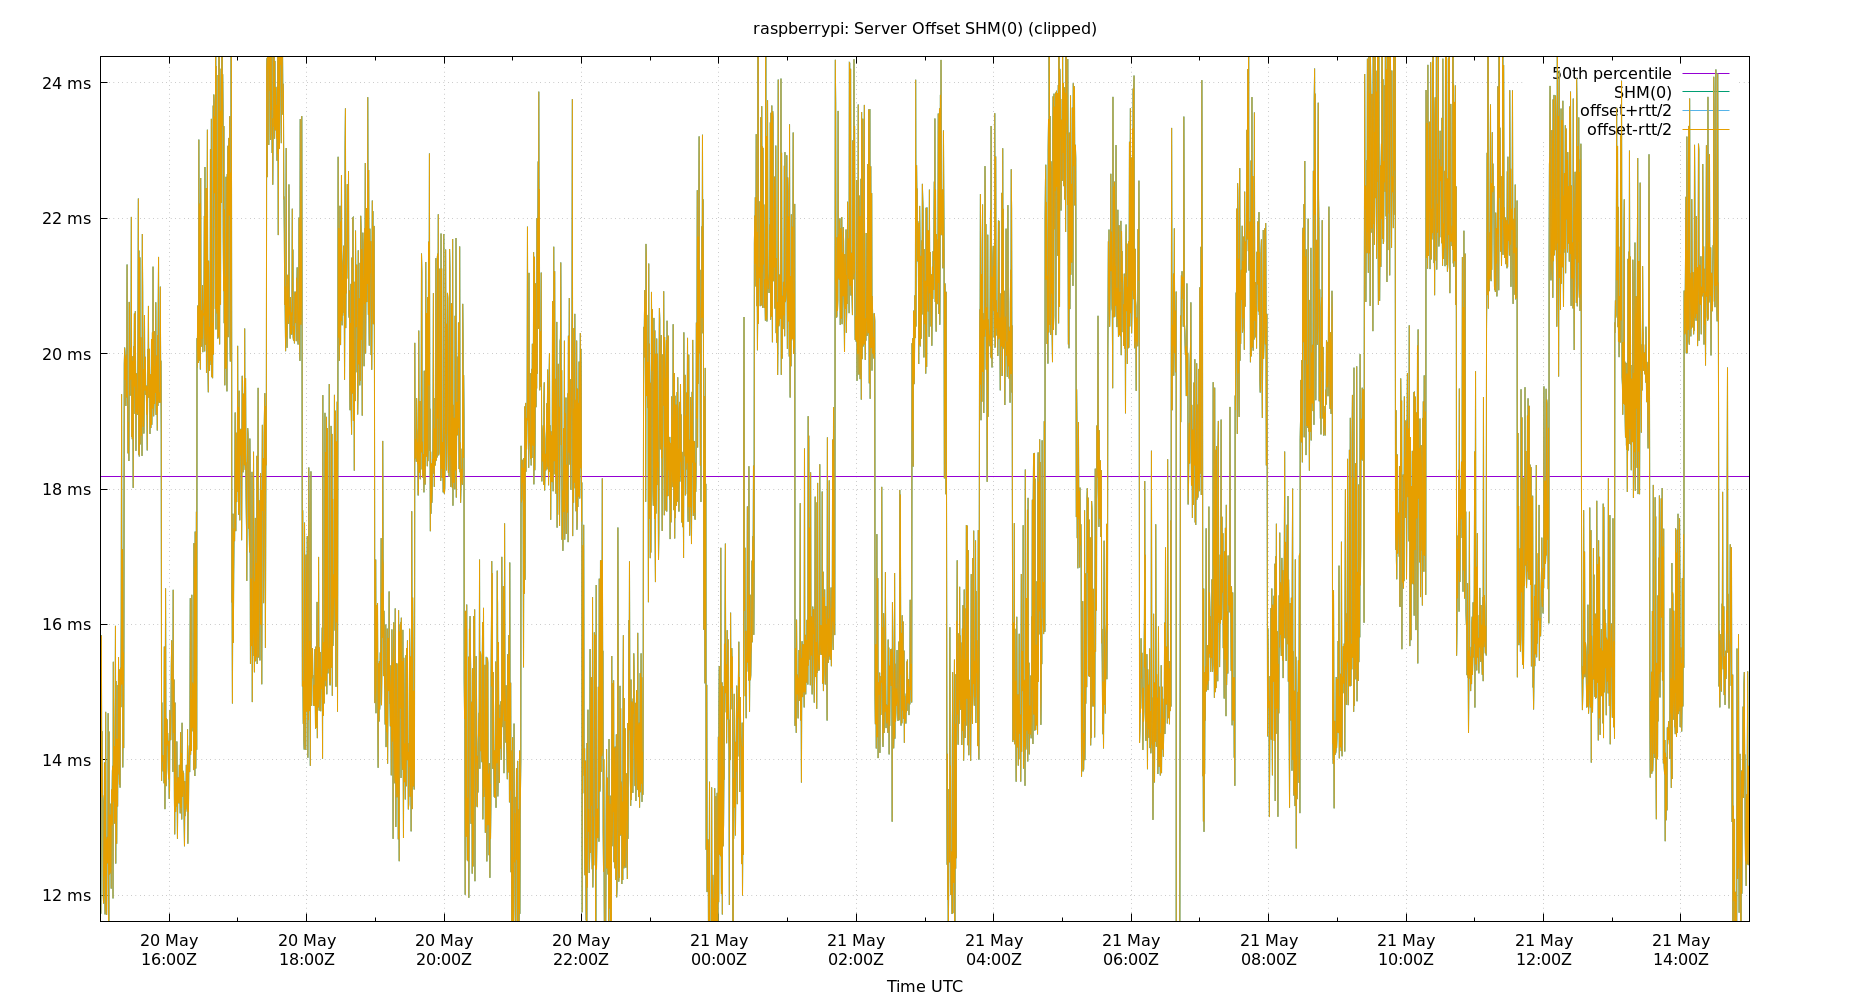 raspberrypi: Server Offset SHM(0) (clipped)
50th percentile
SHM(0)
offset+rtt/2
offset-rtt/2
24 ms
22 ms
20 ms
18 ms
16 ms
14 ms
12 ms
20 May 20 May 20 May 20 May 21 May 21 May 21 May 21 May 21 May 21 May 21 May 21 May
16:00Z 18:00Z 20:00Z 22:00Z 00:00Z 02:00Z 04:00Z 06:00Z 08:00Z 10:00Z 12:00Z 14:00Z
Time UTC